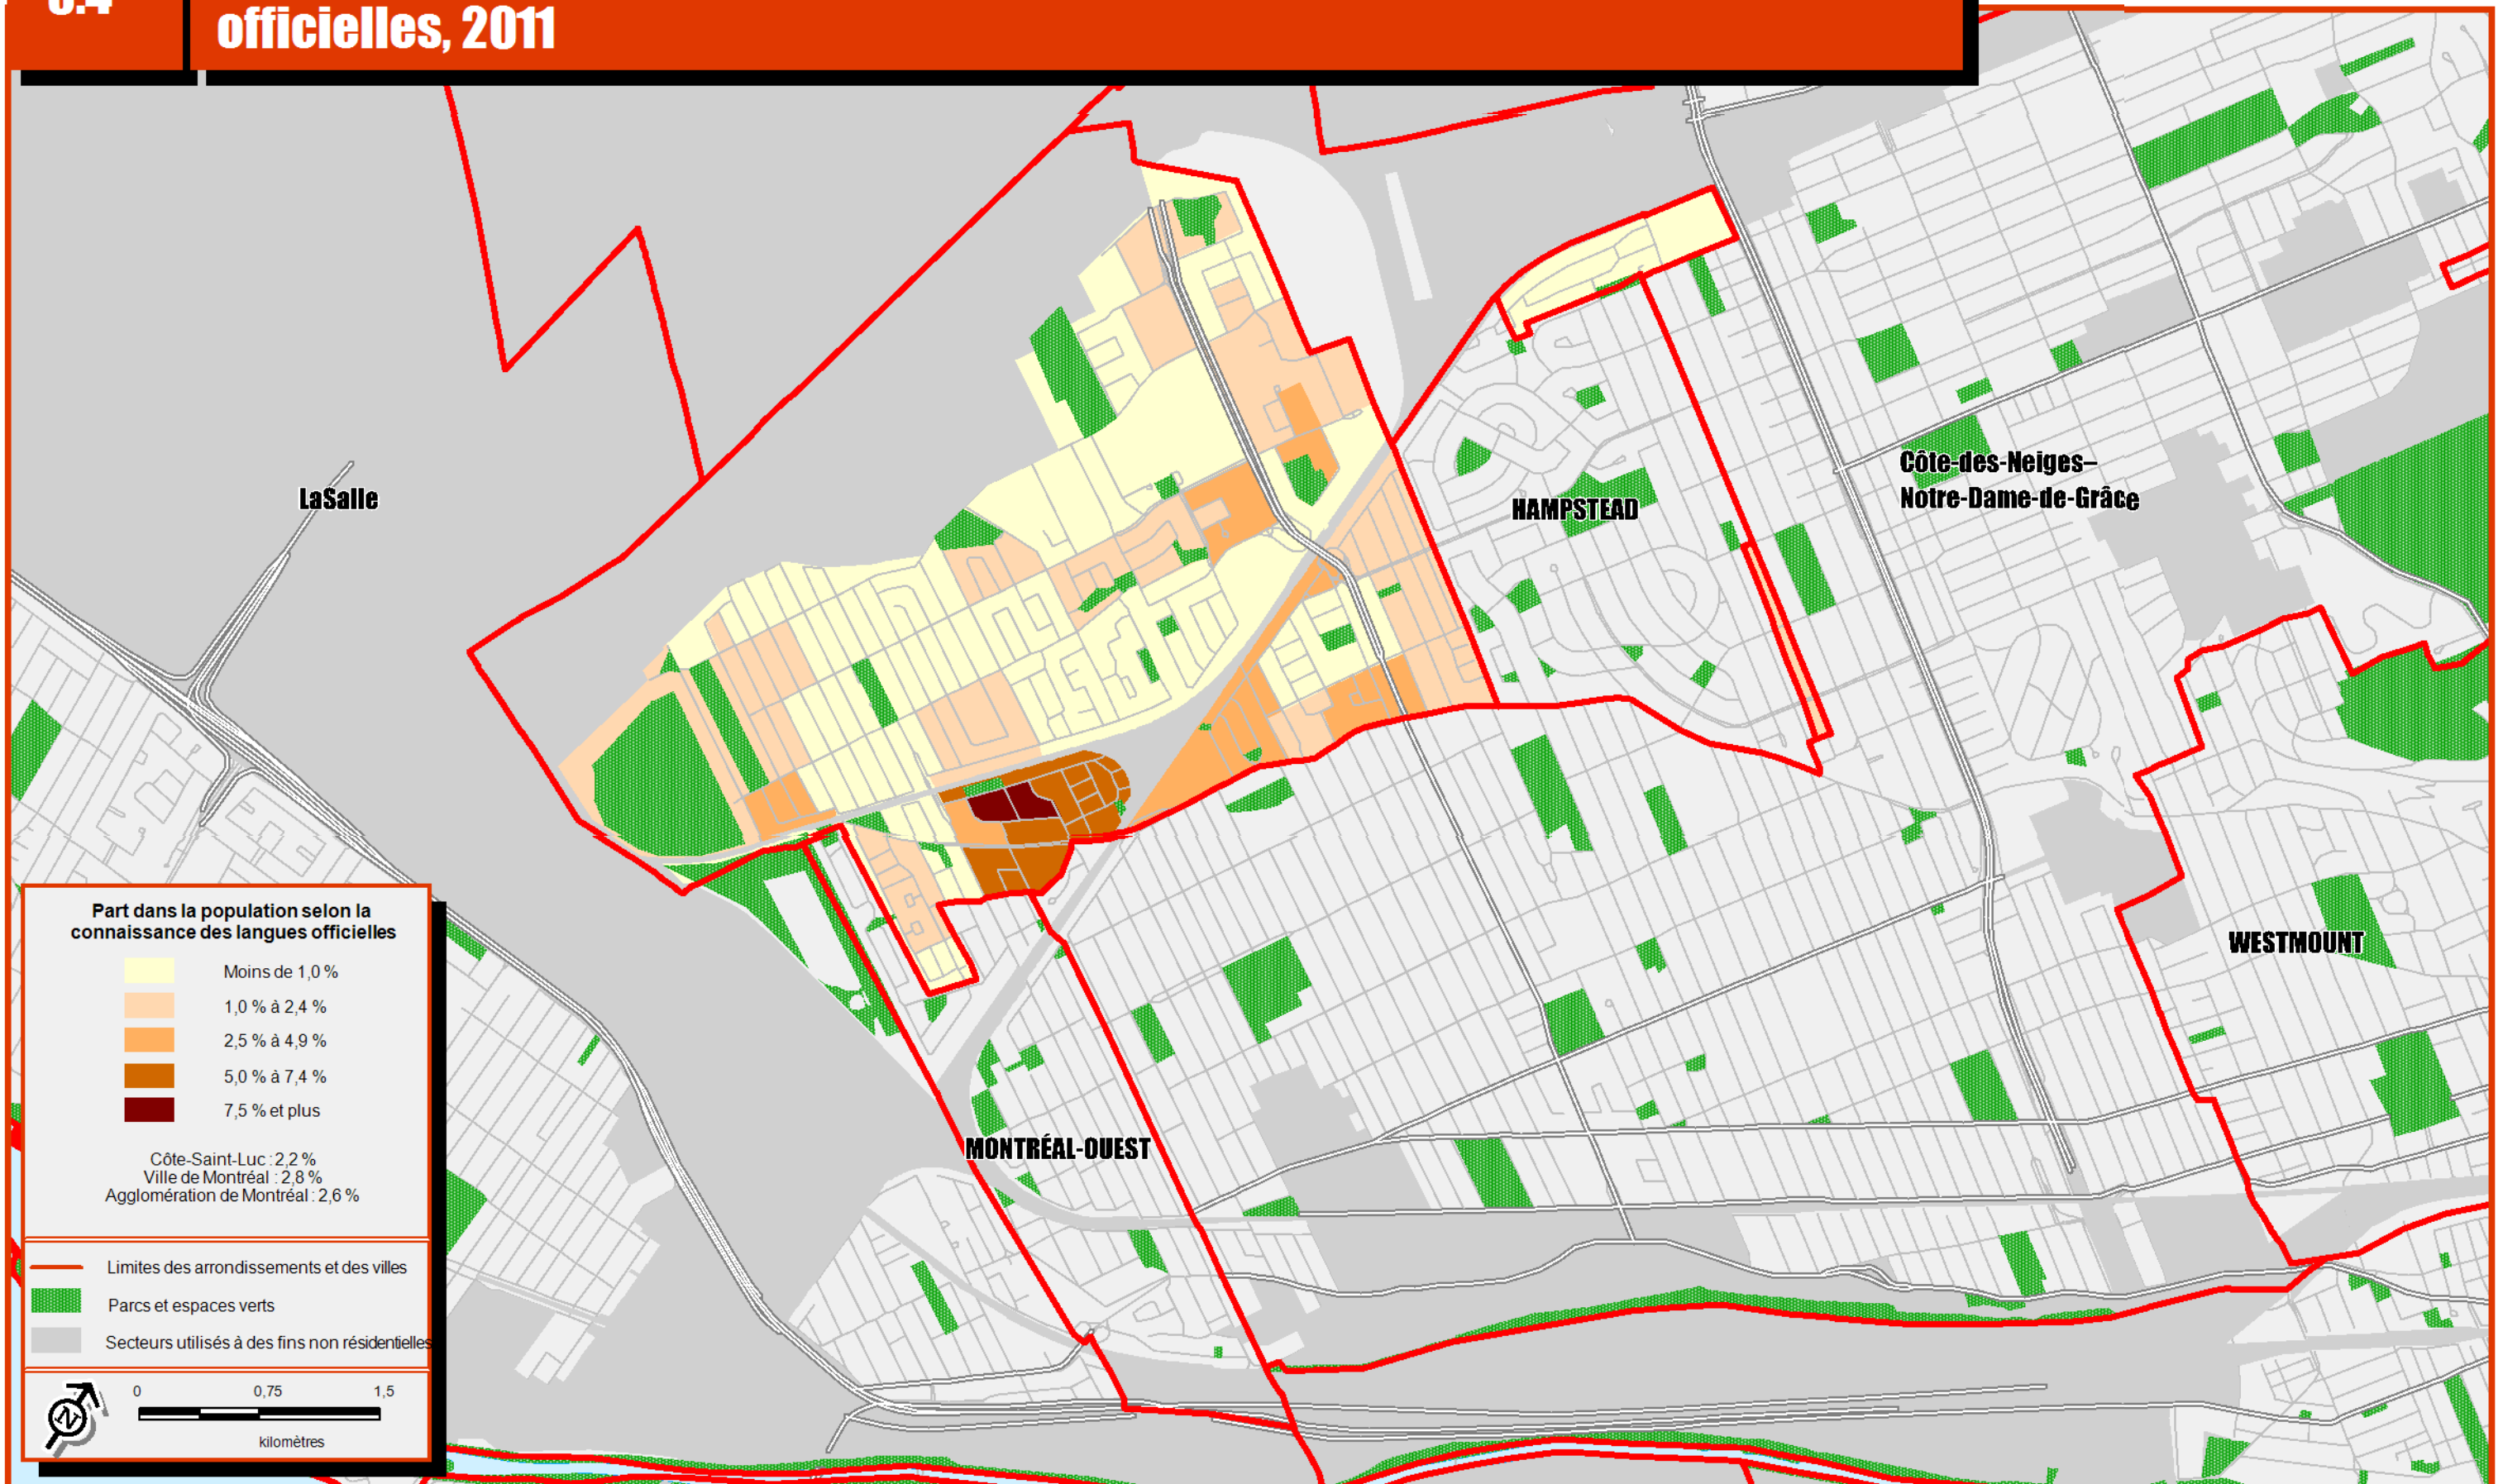 officielles, 2011
LaSalle
HAMPSTEAD
Côte-des-Neiges–
Notre-Dame-de-Grâce
WESTMOUNT
MONTRÉAL-OUEST
Part dans la population selon la
connaissance des langues officielles
Moins de 1,0 %
1,0 % à 2,4 %
2,5 % à 4,9 %
5,0 % à 7,4 %
7,5 % et plus
Côte-Saint-Luc : 2,2 %
Ville de Montréal : 2,8 %
Agglomération de Montréal : 2,6 %
Limites des arrondissements et des villes
Parcs et espaces verts
Secteurs utilisés à des fins non résidentielles
0 0,75 1,5
kilomètres
N